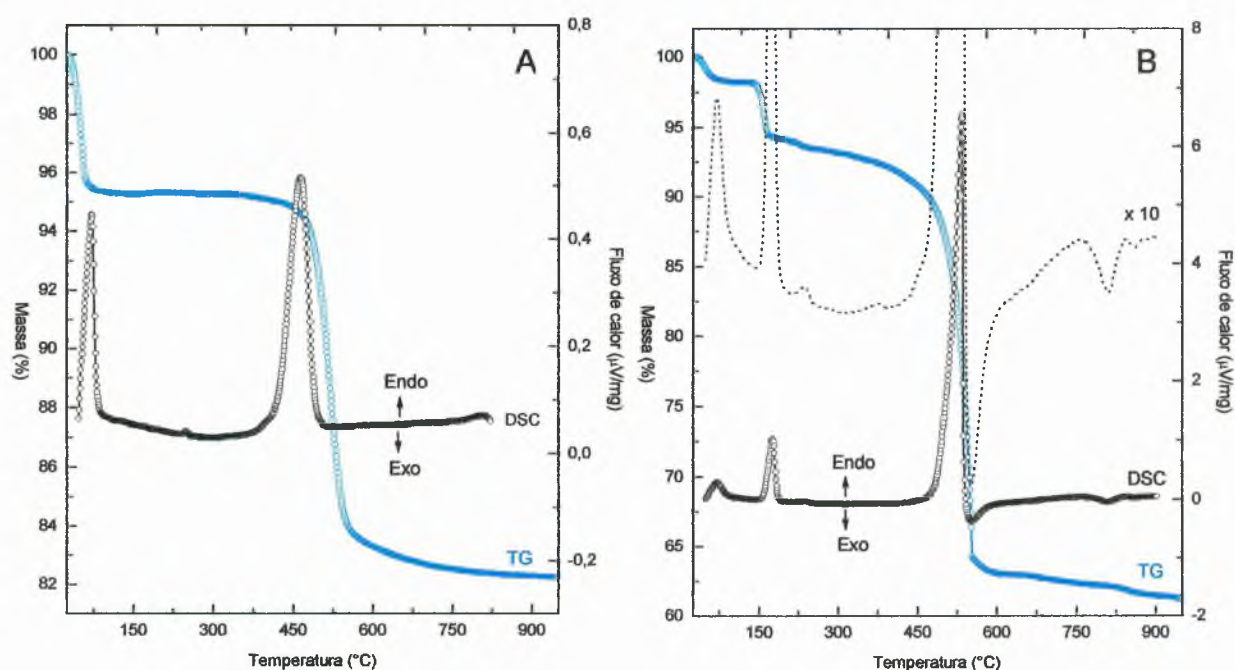 A
100
98
96
94
92
90
88
86
84
82
Massa (%)
0,8
0,6
0,4
0,2
0,0
-0,2
Fluxo de calor (µV/mg)
Endo
Exo
DSC
TG
150 300 450 600 750 900
Temperatura (°C)
B
100
95
90
85
80
75
70
65
60
Massa (%)
8
6
4
2
0
-2
Fluxo de calor (µV/mg)
x 10
Endo
Exo
DSC
TG
150 300 450 600 750 900
Temperatura (°C)